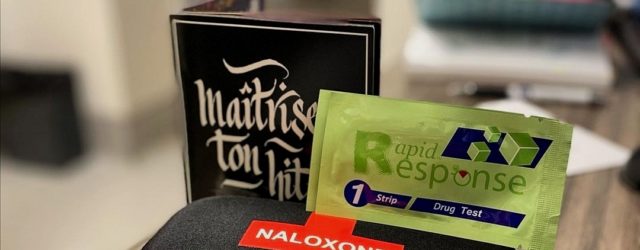 Maîtrise
ton
hit
Rapid
Response
1 Strip Drug Test
NALOXONE